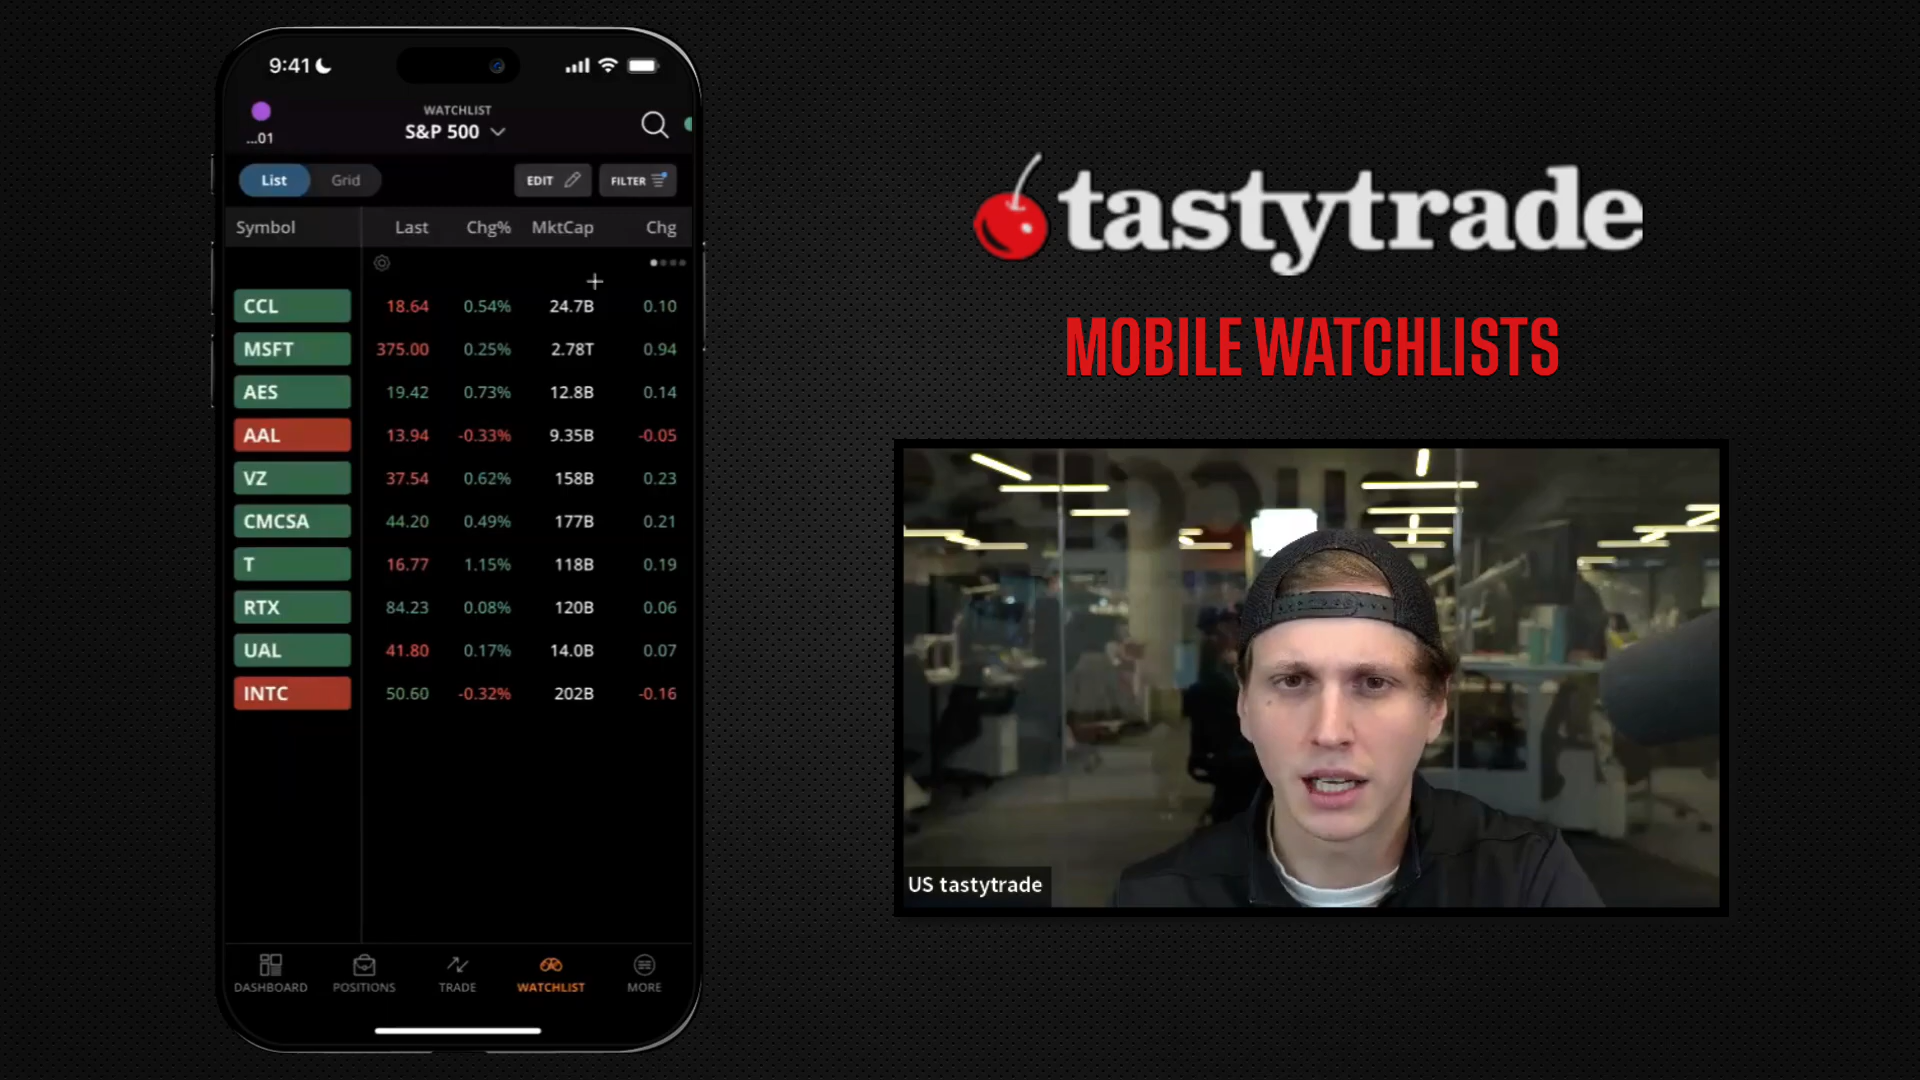 9:41
WATCHLIST
...01
S&P 500
List
Grid
EDIT
FILTER
Symbol Last Chg% MktCap Chg
CCL 18.64 0.54% 24.7B 0.10
MSFT 375.00 0.25% 2.78T 0.94
AES 19.42 0.73% 12.8B 0.14
AAL 13.94 -0.33% 9.35B -0.05
VZ 37.54 0.62% 158B 0.23
CMCSA 44.20 0.49% 177B 0.21
T 16.77 1.15% 118B 0.19
RTX 84.23 0.08% 120B 0.06
UAL 41.80 0.17% 14.0B 0.07
INTC 50.60 -0.32% 202B -0.16
DASHBOARD POSITIONS TRADE WATCHLIST MORE
tastytrade
MOBILE WATCHLISTS
US tastytrade